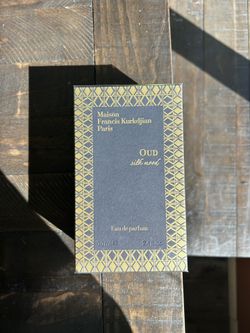 Maison
Francis Kurkdjian
Paris
OUD
silk mood
Eau de parfum